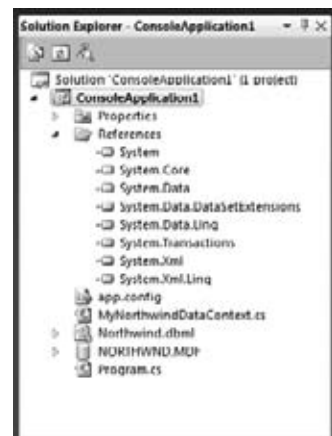 Solution Explorer - ConsoleApplication1
Solution 'ConsoleApplication1' (1 project)
ConsoleApplication1
Properties
References
System
System.Core
System.Data
System.Data.DataSetExtensions
System.Data.Linq
System.Transactions
System.Xml
System.Xml.Linq
app.config
MyNorthwindDataContext.cs
Northwind.dbml
NORTHWND.MDF
Program.cs